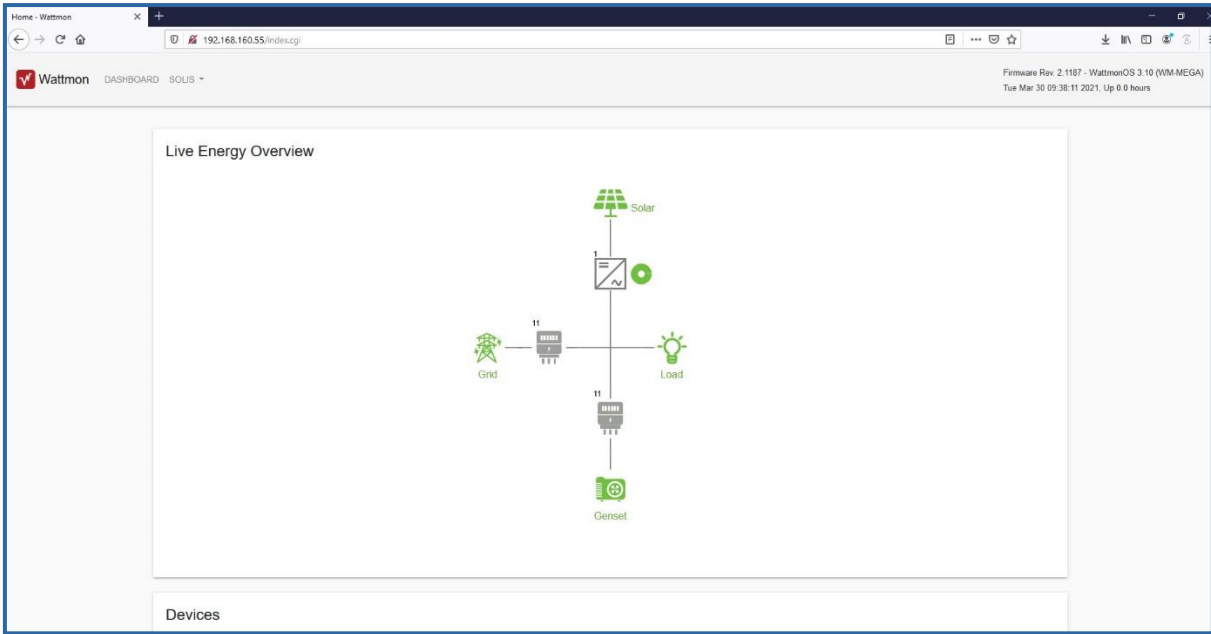 Home - Wattmon
192.168.160.55/index.cgi
Wattmon DASHBOARD SOLIS
Firmware Rev. 2.1187 - WattmonOS 3.10 (WM-MEGA)
Tue Mar 30 09:38:11 2021, Up 0.0 hours
Live Energy Overview
Solar
1
11
Grid
Load
11
Genset
Devices